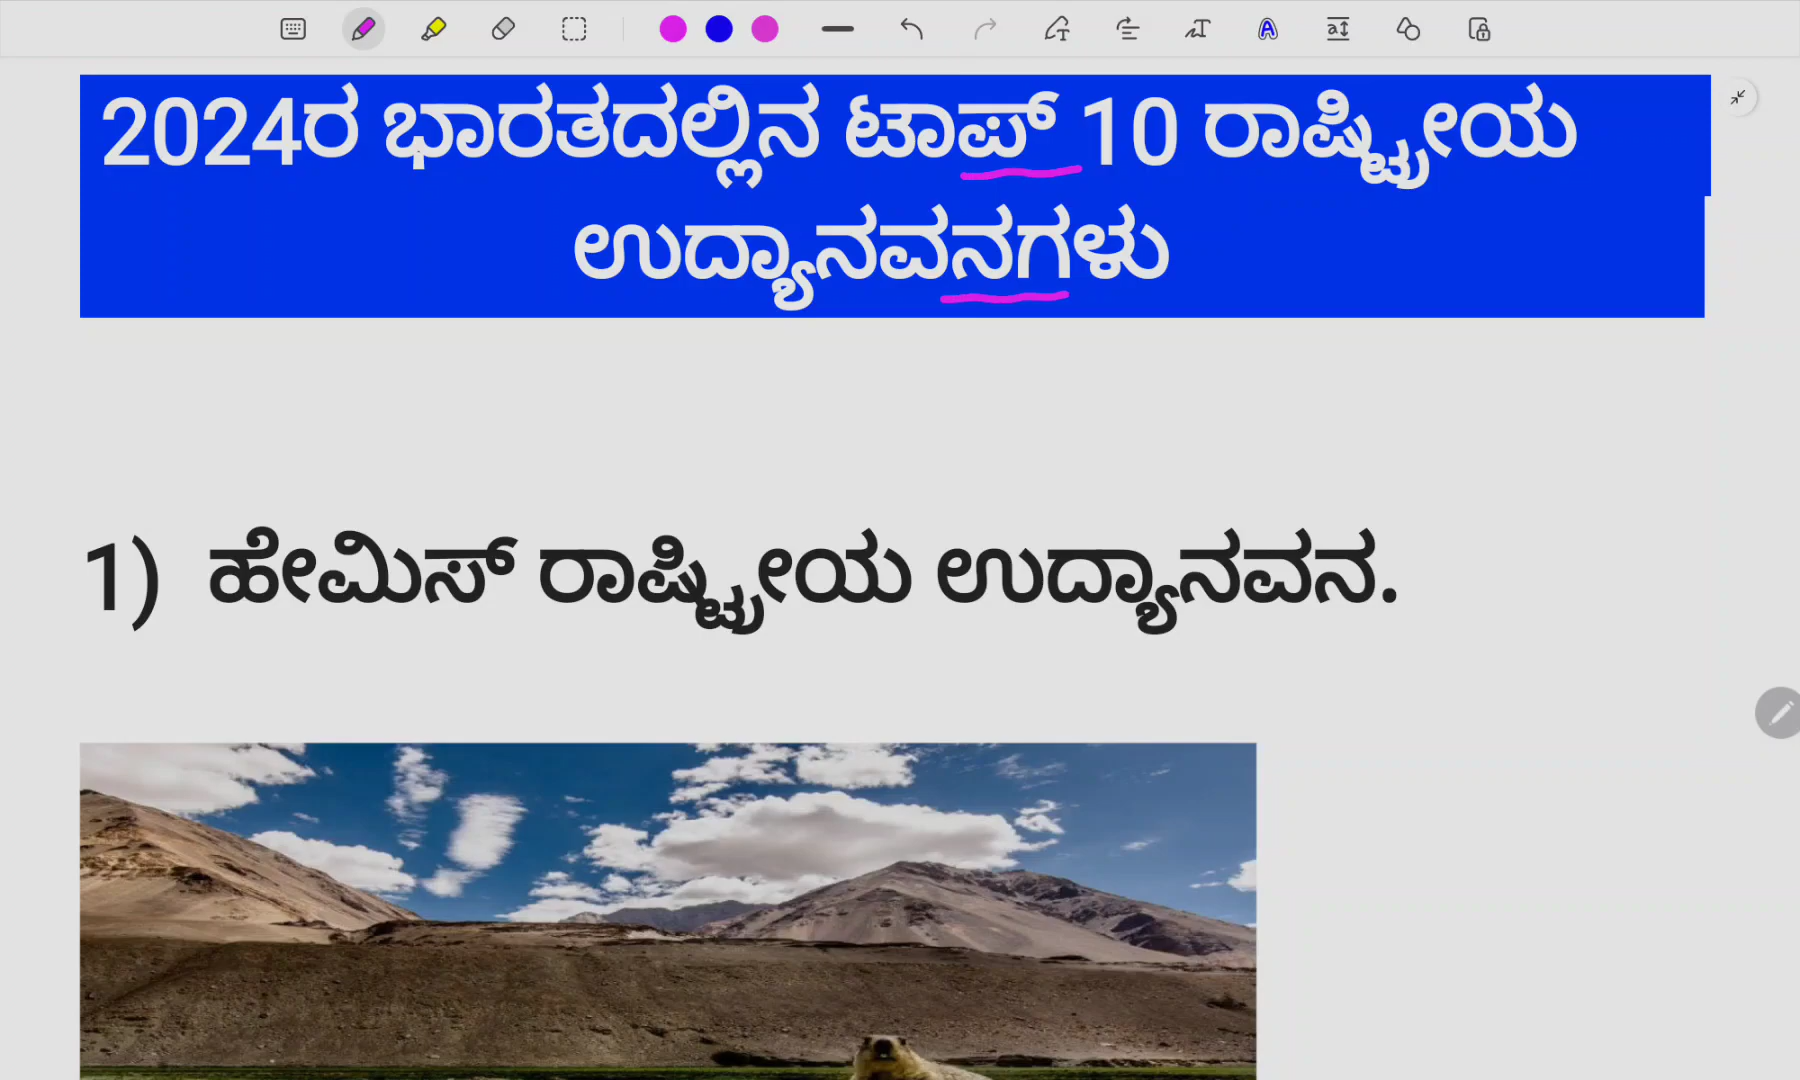 2024ರ ಭಾರತದಲ್ಲಿನ ಟಾಪ್ 10 ರಾಷ್ಟ್ರೀಯ
ಉದ್ಯಾನವನಗಳು
1) ಹೇಮಿಸ್ ರಾಷ್ಟ್ರೀಯ ಉದ್ಯಾನವನ.